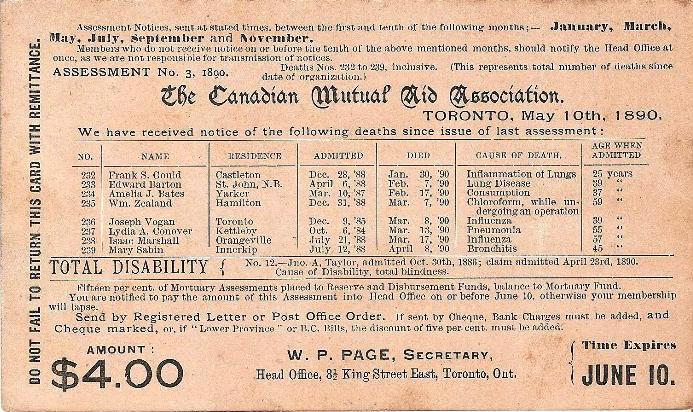 Assessment Notices, sent at stated times, between the first and tenth of the following months;— January, March,
May, July, September and November.
Members who do not receive notice on or before the tenth of the above mentioned months, should notify the Head Office at
once, as we are not responsible for transmission of notices.
ASSESSMENT No. 3, 1890. Deaths Nos. 232 to 239, inclusive. (This represents total number of deaths since
date of organization.)
The Canadian Mutual Aid Association.
TORONTO, May 10th, 1890.
We have received notice of the following deaths since issue of last assessment:
NO. NAME RESIDENCE ADMITTED DIED CAUSE OF DEATH. AGE WHEN ADMITTED
232 Frank S. Gould Castleton Dec. 28, '88 Jan. 30, '90 Inflammation of Lungs 25 years
233 Edward Barton St. John, N.B. April 6, '88 Feb. 7, '90 Lung Disease 39 "
234 Amelia J. Bates Yarker Mar. 10, '87 Feb. 17, '90 Consumption 37 "
235 Wm. Zealand Hamilton Dec. 31, '88 Mar. 7, '90 Chloroform, while un- 59 "
dergoing an operation
236 Joseph Vogan Toronto Dec. 9, '85 Mar. 8, '90 Influenza 39 "
237 Lydia A. Conover Kettleby Oct. 6, '84 Mar. 13, '90 Pneumonia 55 "
238 Isaac Marshall Orangeville July 21, '88 Mar. 17, '90 Influenza 57 "
239 Mary Sabin Innerkip July 12, '88 April 8, '90 Bronchitis 45 "
TOTAL DISABILITY { No. 12.—Jno. A. Taylor, admitted Oct. 30th, 1886; claim admitted April 23rd, 1890.
Cause of Disability, total blindness.
Fifteen per cent. of Mortuary Assessments placed to Reserve and Disbursement Funds, balance to Mortuary Fund.
You are notified to pay the amount of this Assessment into Head Office on or before June 10, otherwise your membership
will lapse.
Send by Registered Letter or Post Office Order. If sent by Cheque, Bank Charges must be added, and
Cheque marked, or, if "Lower Province" or B.C. Bills, the discount of five per cent. must be added.
AMOUNT:
$4.00
W. P. PAGE, SECRETARY,
Head Office, 8½ King Street East, Toronto, Ont.
{ Time Expires
JUNE 10.
DO NOT FAIL TO RETURN THIS CARD WITH REMITTANCE.